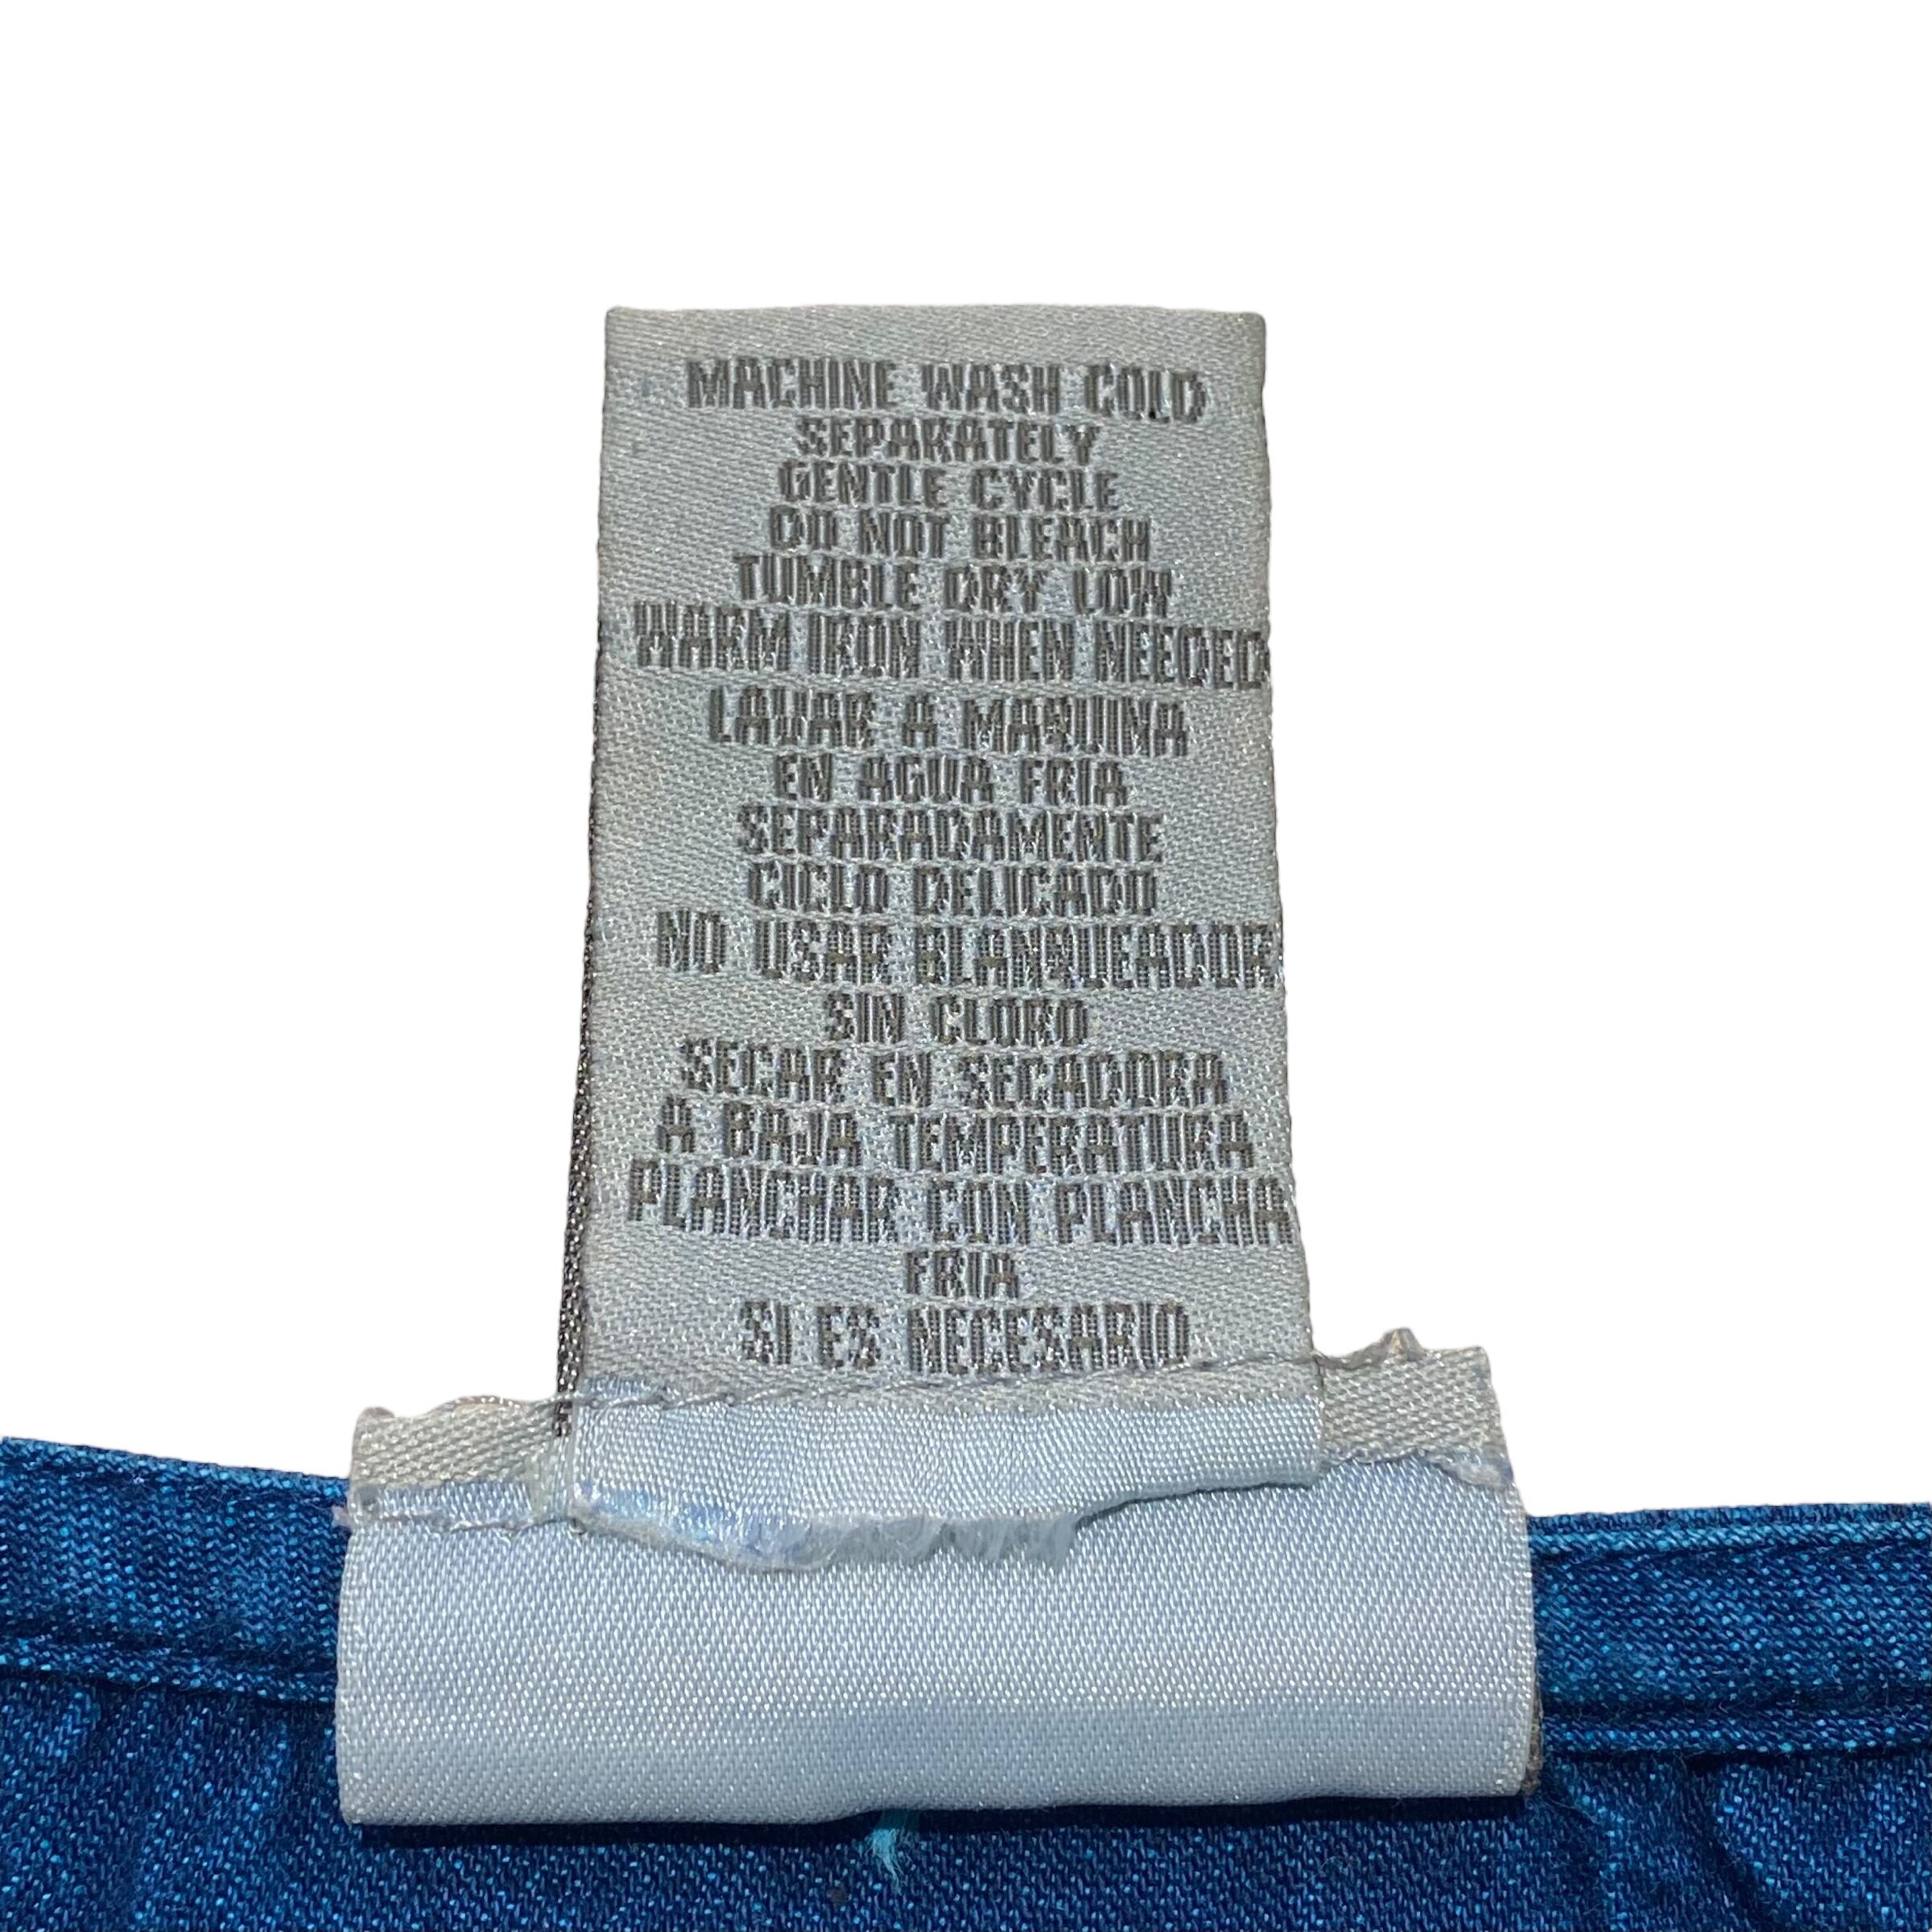 MACHINE WASH COLD
SEPARATELY
GENTLE CYCLE
DO NOT BLEACH
TUMBLE DRY LOW
WARM IRON WHEN NEEDED
LAVAR A MAQUINA
EN AGUA FRIA
SEPARADAMENTE
CICLO DELICADO
NO USAR BLANQUEADOR
SIN CLORO
SECAR EN SECADORA
A BAJA TEMPERATURA
PLANCHAR CON PLANCHA
FRIA
SI ES NECESARIO